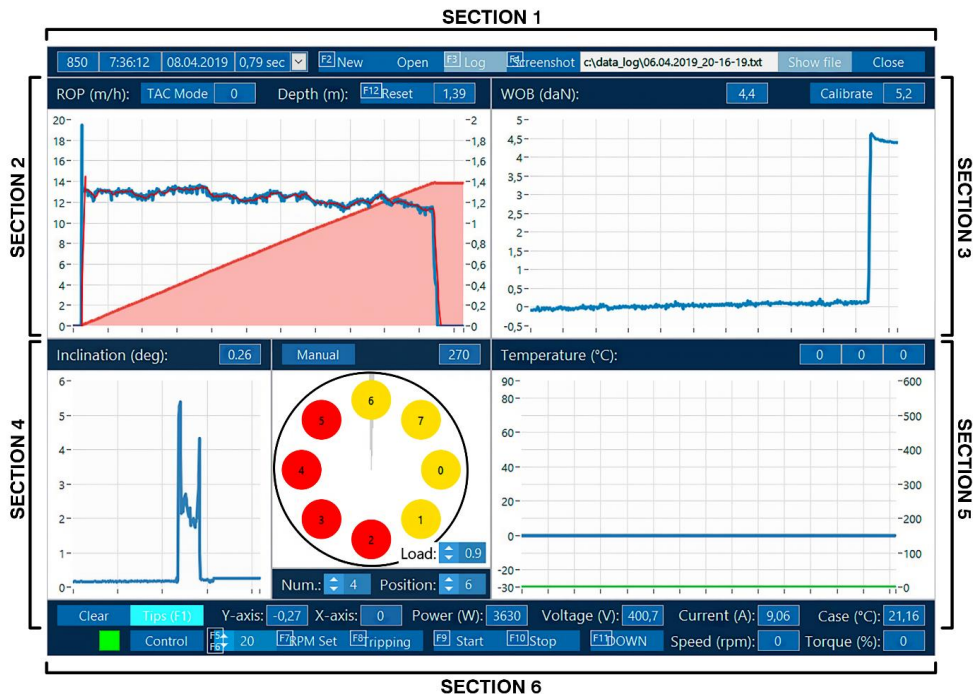 SECTION 1
850 7:36:12 08.04.2019 0,79 sec F2 New Open F3 Log F4 Screenshot c:\data_log\06.04.2019_20-16-19.txt Show file Close
SECTION 2
ROP (m/h): TAC Mode 0 Depth (m): F12 Reset 1,39
20 2
18 1,8
16 1,6
14 1,4
12 1,2
10 1
8 0,8
6 0,6
4 0,4
2 0,2
0 0
WOB (daN): 4,4 Calibrate 5,2
5
4,5
4
3,5
3
2,5
2
1,5
1
0,5
0
-0,5
SECTION 3
SECTION 4
Inclination (deg): 0.26
6
5
4
3
2
1
0
Manual 270
6
5 7
4 0
3 1
2
Load: 0.9
Num.: 4 Position: 6
Temperature (°C): 0 0 0
90 600
80
60 500
40 400
20 300
0 200
-20 100
-30 0
SECTION 5
Clear Tips (F1) Y-axis: -0,27 X-axis: 0 Power (W): 3630 Voltage (V): 400,7 Current (A): 9,06 Case (°C): 21,16
Control F5 F6 20 F7 RPM Set F8 Tripping F9 Start F10 Stop F11 DOWN Speed (rpm): 0 Torque (%): 0
SECTION 6